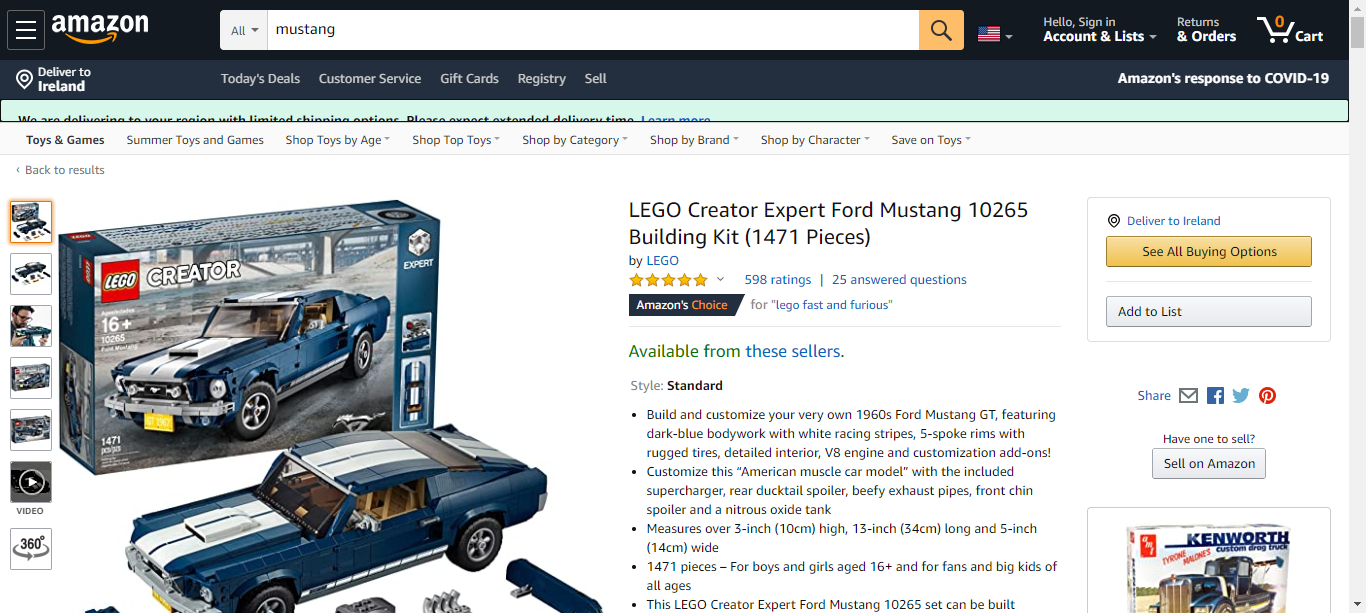 amazon
All
mustang
Hello, Sign in
Account & Lists
Returns
& Orders
0
Cart
Deliver to
Ireland
Today's Deals
Customer Service
Gift Cards
Registry
Sell
Amazon's response to COVID-19
We are delivering to your region with limited shipping options. Please expect extended delivery time. Learn more
Toys & Games
Summer Toys and Games
Shop Toys by Age
Shop Top Toys
Shop by Category
Shop by Brand
Shop by Character
Save on Toys
‹ Back to results
LEGO
CREATOR
EXPERT
16+
10265
Ford Mustang
1471
pcs/pzs
VIDEO
360°
LEGO Creator Expert Ford Mustang 10265
Building Kit (1471 Pieces)
by LEGO
598 ratings | 25 answered questions
Amazon's Choice for "lego fast and furious"
Available from these sellers.
Style: Standard
• Build and customize your very own 1960s Ford Mustang GT, featuring
dark-blue bodywork with white racing stripes, 5-spoke rims with
rugged tires, detailed interior, V8 engine and customization add-ons!
• Customize this “American muscle car model” with the included
supercharger, rear ducktail spoiler, beefy exhaust pipes, front chin
spoiler and a nitrous oxide tank
• Measures over 3-inch (10cm) high, 13-inch (34cm) long and 5-inch
(14cm) wide
• 1471 pieces – For boys and girls aged 16+ and for fans and big kids of
all ages
• This LEGO Creator Expert Ford Mustang 10265 set can be built
Deliver to Ireland
See All Buying Options
Add to List
Share
Have one to sell?
Sell on Amazon
amt
KENWORTH
custom drag truck
TYRONE MALONE'S